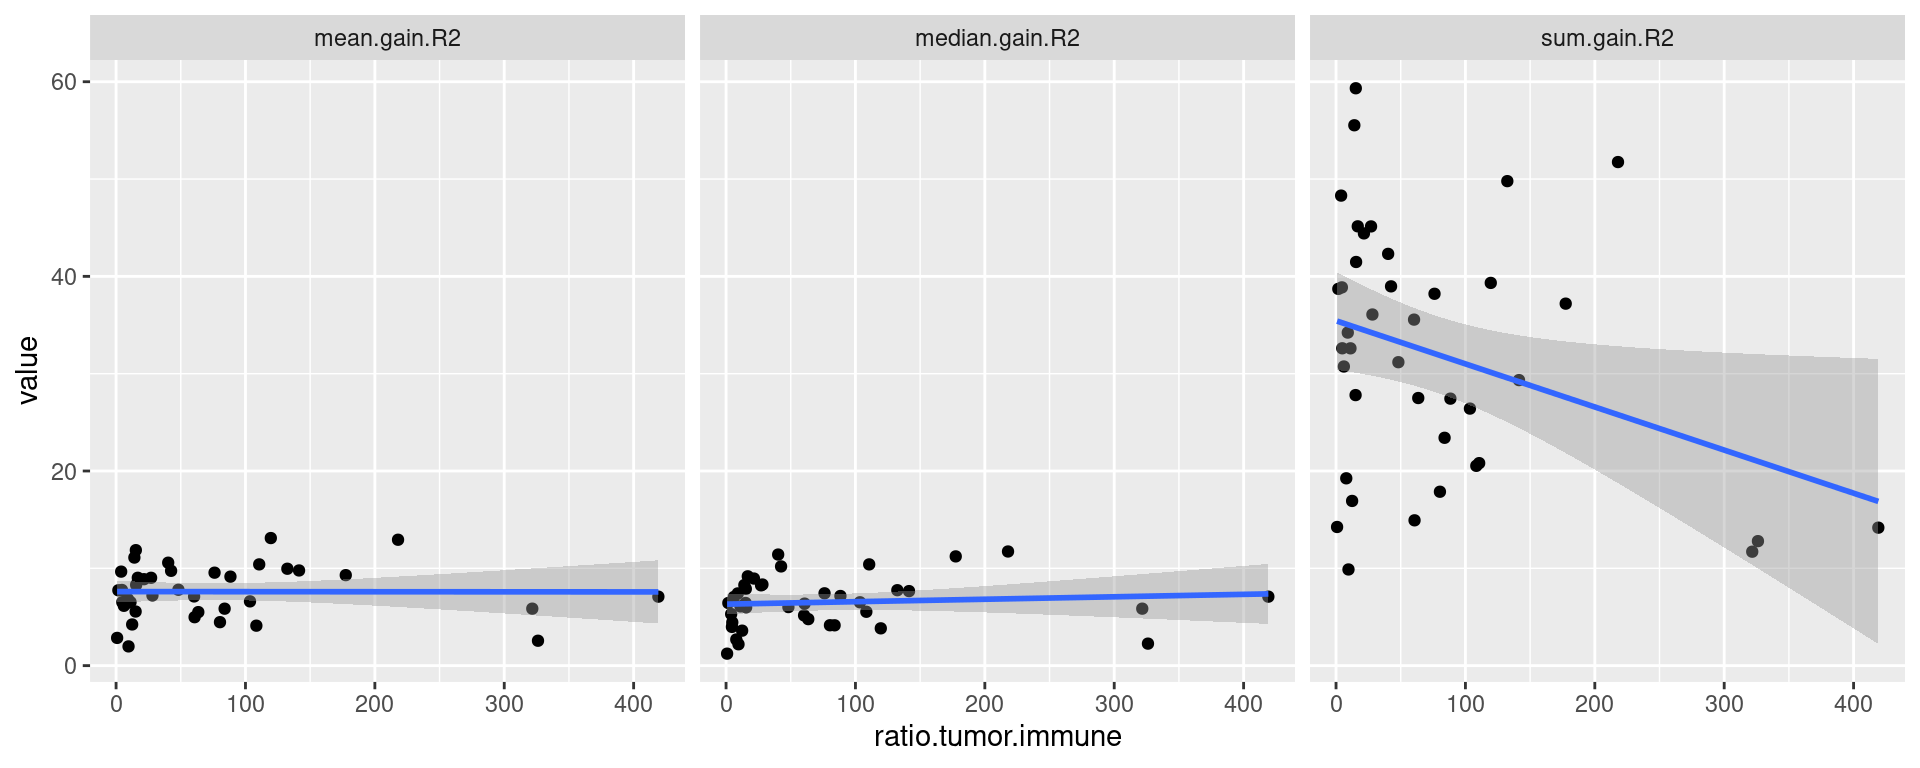 mean.gain.R2 median.gain.R2 sum.gain.R2
60
40
20
0
value
0 100 200 300 400 0 100 200 300 400 0 100 200 300 400
ratio.tumor.immune